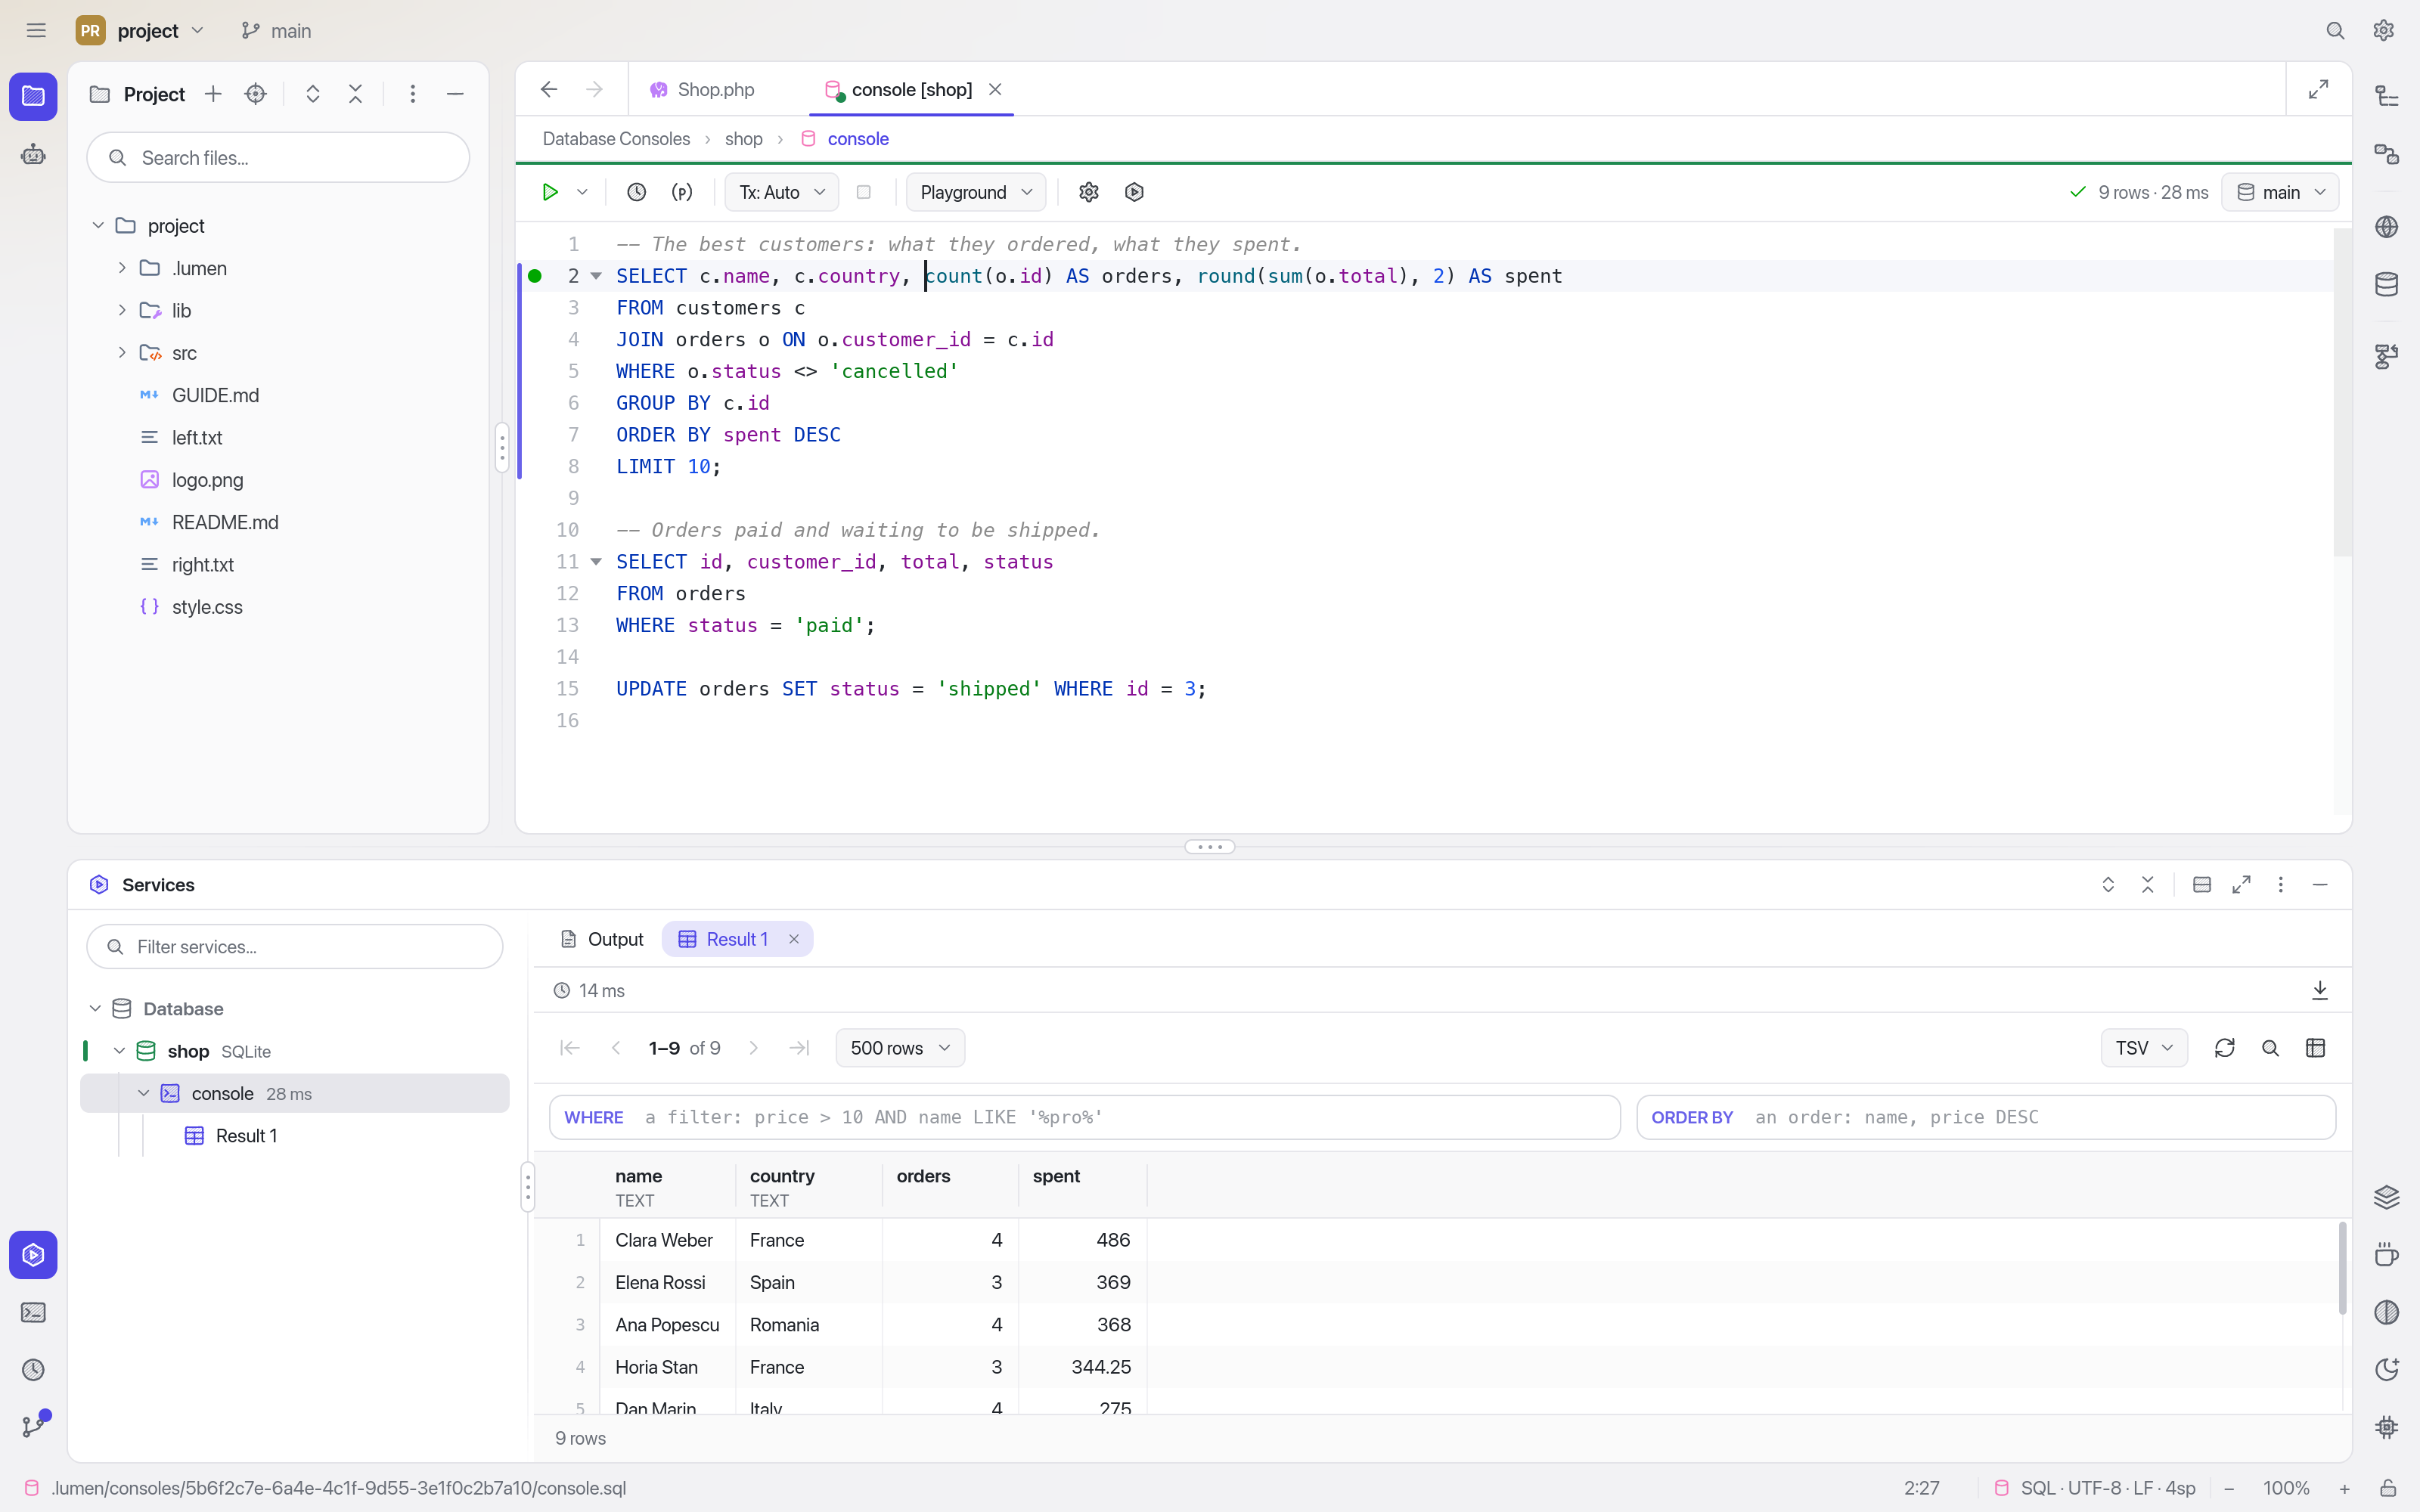 PR project main
Project
Search files...
project
.lumen
lib
src
GUIDE.md
left.txt
logo.png
README.md
right.txt
style.css
Shop.php console [shop]
Database Consoles › shop › console
(P) Tx: Auto Playground 9 rows · 28 ms main
1 -- The best customers: what they ordered, what they spent.
2 SELECT c.name, c.country, count(o.id) AS orders, round(sum(o.total), 2) AS spent
3 FROM customers c
4 JOIN orders o ON o.customer_id = c.id
5 WHERE o.status <> 'cancelled'
6 GROUP BY c.id
7 ORDER BY spent DESC
8 LIMIT 10;
9
10 -- Orders paid and waiting to be shipped.
11 SELECT id, customer_id, total, status
12 FROM orders
13 WHERE status = 'paid';
14
15 UPDATE orders SET status = 'shipped' WHERE id = 3;
16
Services
Filter services...
Database
shop SQLite
console 28 ms
Result 1
Output Result 1
14 ms
1–9 of 9 500 rows TSV
WHERE a filter: price > 10 AND name LIKE '%pro%' ORDER BY an order: name, price DESC
name country orders spent
TEXT TEXT
1 Clara Weber France 4 486
2 Elena Rossi Spain 3 369
3 Ana Popescu Romania 4 368
4 Horia Stan France 3 344.25
5 Dan Marin Italy 4 275
9 rows
.lumen/consoles/5b6f2c7e-6a4e-4c1f-9d55-3e1f0c2b7a10/console.sql 2:27 SQL · UTF-8 · LF · 4sp − 100% +